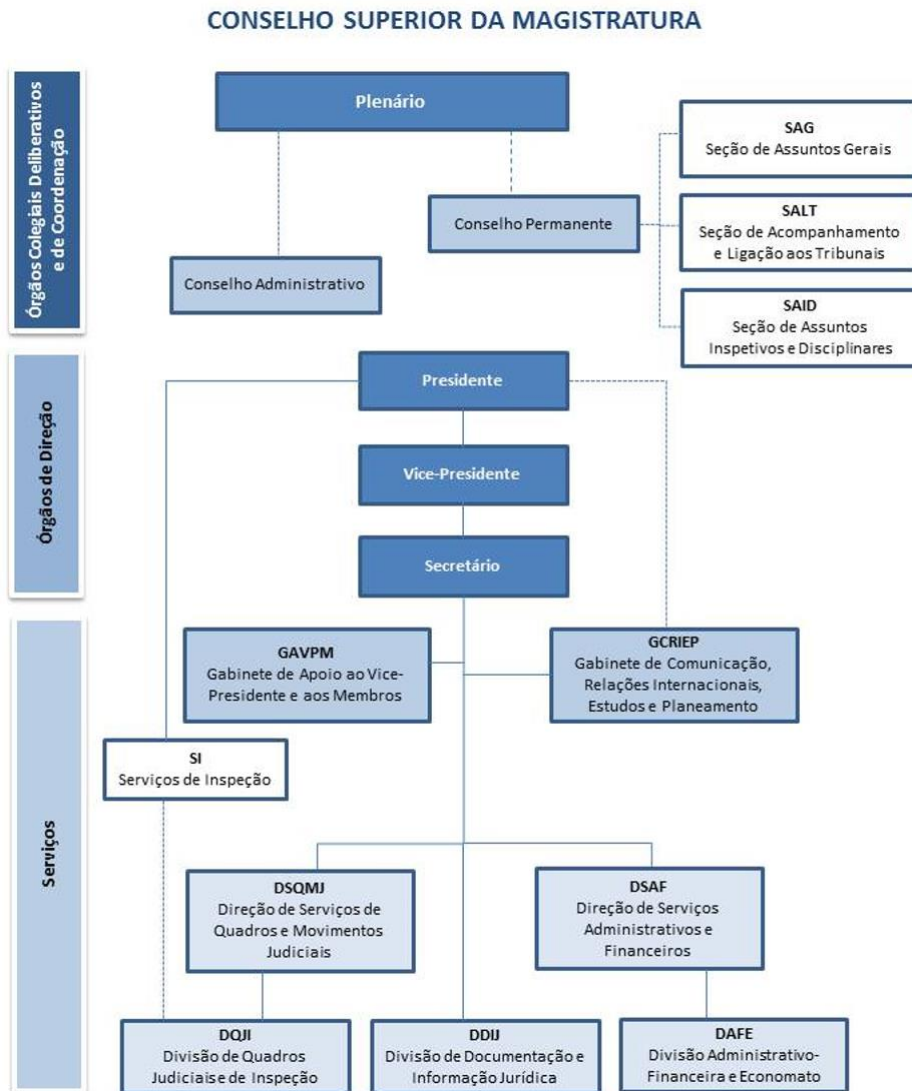 CONSELHO SUPERIOR DA MAGISTRATURA
Órgãos Colegiais Deliberativos
e de Coordenação
Plenário
SAG
Seção de Assuntos Gerais
Conselho Permanente
SALT
Seção de Acompanhamento
e Ligação aos Tribunais
Conselho Administrativo
SAID
Seção de Assuntos
Inspetivos e Disciplinares
Órgãos de Direção
Presidente
Vice-Presidente
Secretário
Serviços
GAVPM
Gabinete de Apoio ao Vice-
Presidente e aos Membros
GCRIEP
Gabinete de Comunicação,
Relações Internacionais,
Estudos e Planeamento
SI
Serviços de Inspeção
DSQMJ
Direção de Serviços de
Quadros e Movimentos
Judiciais
DSAF
Direção de Serviços
Administrativos e
Financeiros
DQJI
Divisão de Quadros
Judiciais e de Inspeção
DDIJ
Divisão de Documentação e
Informação Jurídica
DAFE
Divisão Administrativo-
Financeira e Economato